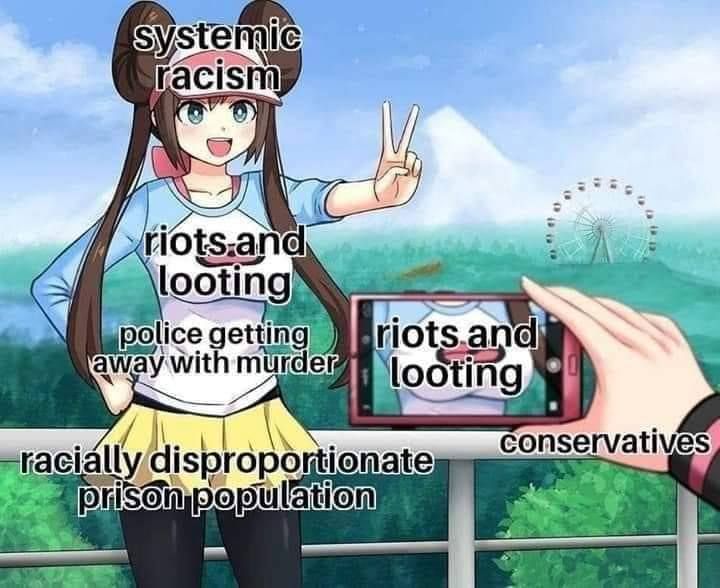 systemic
racism
riots and
looting
police getting
away with murder
riots and
looting
conservatives
racially disproportionate
prison population